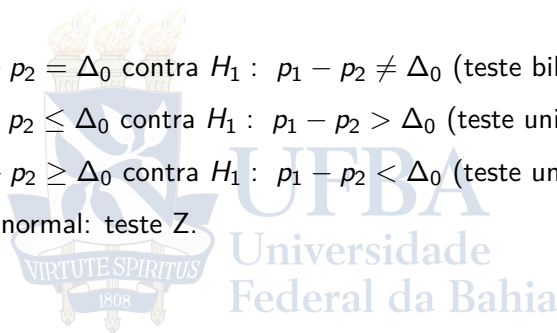 p₂ = Δ₀ contra H₁ : p₁ − p₂ ≠ Δ₀ (teste bil
p₂ ≤ Δ₀ contra H₁ : p₁ − p₂ > Δ₀ (teste uni
p₂ ≥ Δ₀ contra H₁ : p₁ − p₂ < Δ₀ (teste un
normal: teste Z.
UFBA
Universidade
Federal da Bahia
VIRTUTE SPIRITUS
1808